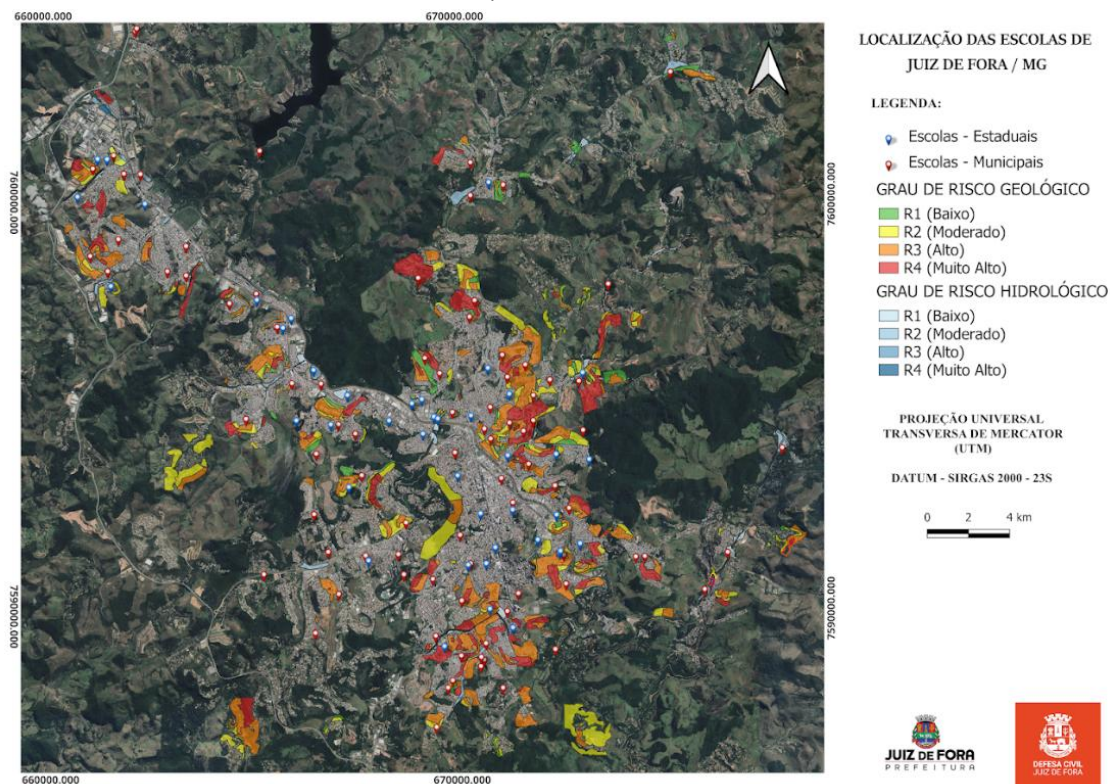 660000.000
670000.000
7600000.000
7600000.000
7590000.000
7590000.000
660000.000
670000.000
LOCALIZAÇÃO DAS ESCOLAS DE
JUIZ DE FORA / MG
LEGENDA:
Escolas - Estaduais
Escolas - Municipais
GRAU DE RISCO GEOLÓGICO
R1 (Baixo)
R2 (Moderado)
R3 (Alto)
R4 (Muito Alto)
GRAU DE RISCO HIDROLÓGICO
R1 (Baixo)
R2 (Moderado)
R3 (Alto)
R4 (Muito Alto)
PROJEÇÃO UNIVERSAL
TRANSVERSA DE MERCATOR
(UTM)
DATUM - SIRGAS 2000 - 23S
0 2 4 km
JUIZ DE FORA
PREFEITURA
DEFESA CIVIL
JUIZ DE FORA